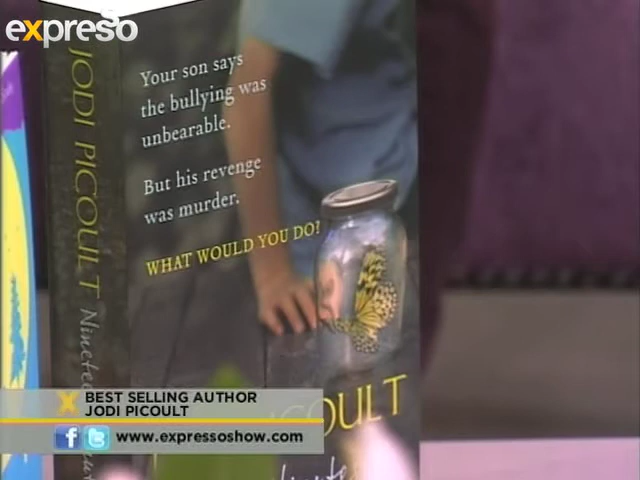 expreso
JODI PICOULT
Your son says
the bullying was
unbearable.
But his revenge
was murder.
WHAT WOULD YOU DO?
BEST SELLING AUTHOR
JODI PICOULT
www.expressoshow.com